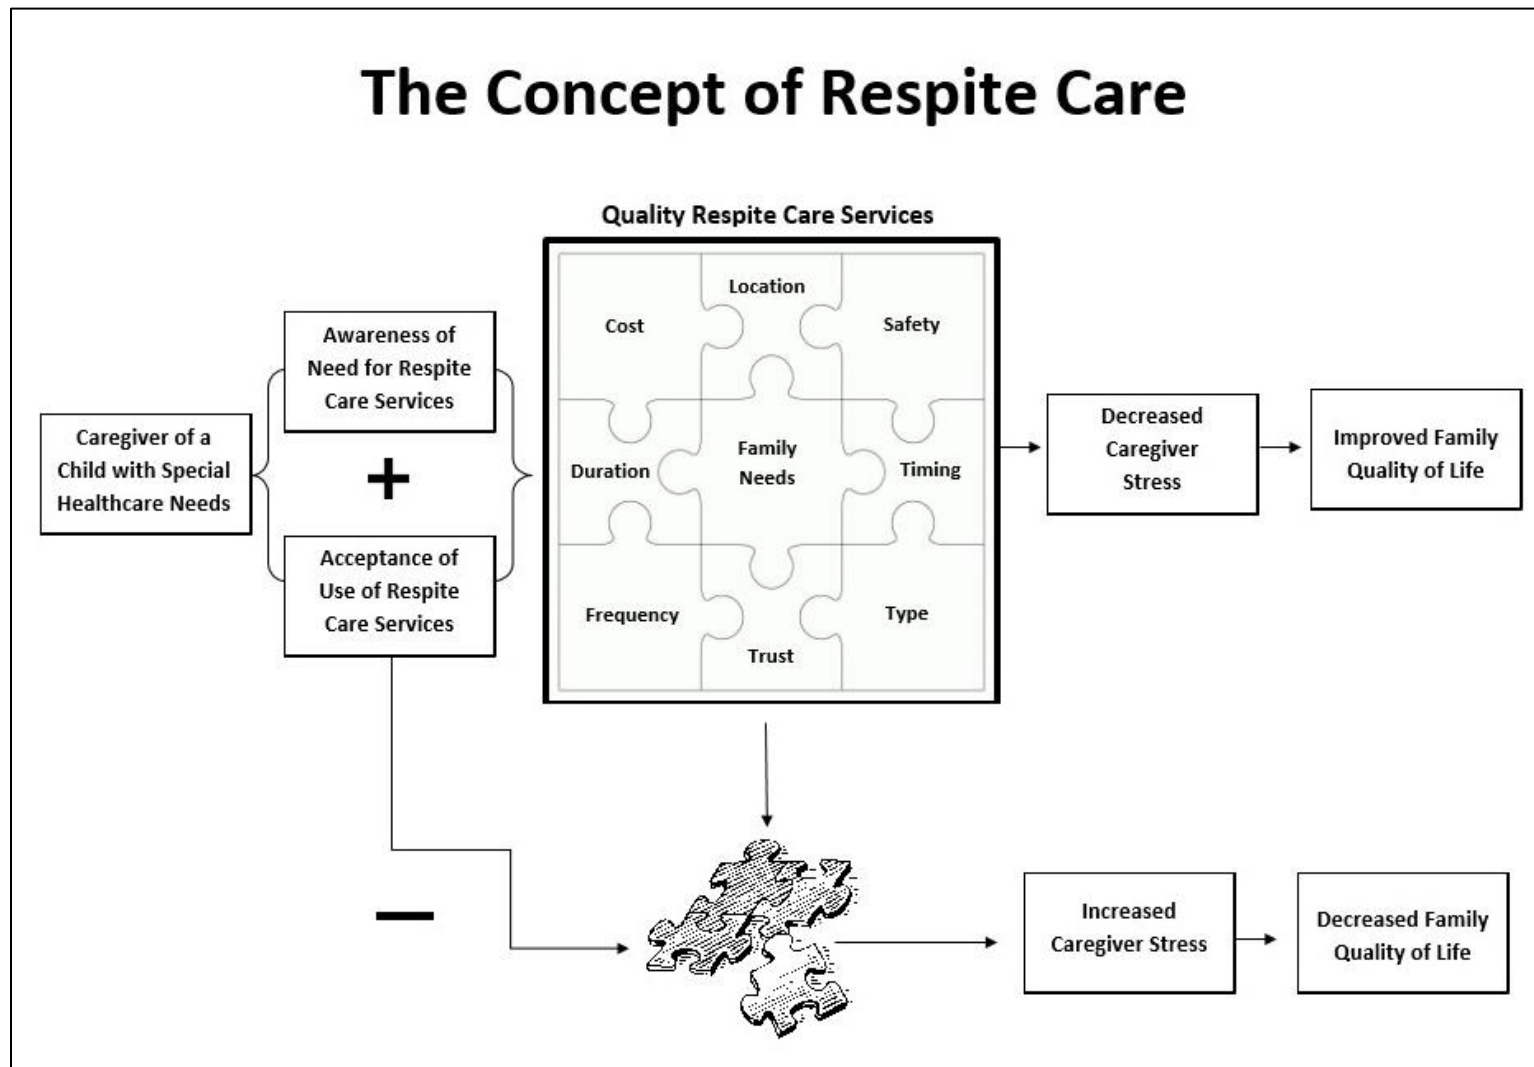 The Concept of Respite Care
Quality Respite Care Services
Caregiver of a
Child with Special
Healthcare Needs
Awareness of
Need for Respite
Care Services
+
Acceptance of
Use of Respite
Care Services
Cost
Location
Safety
Duration
Family
Needs
Timing
Frequency
Trust
Type
Decreased
Caregiver
Stress
Improved Family
Quality of Life
—
Increased
Caregiver Stress
Decreased Family
Quality of Life